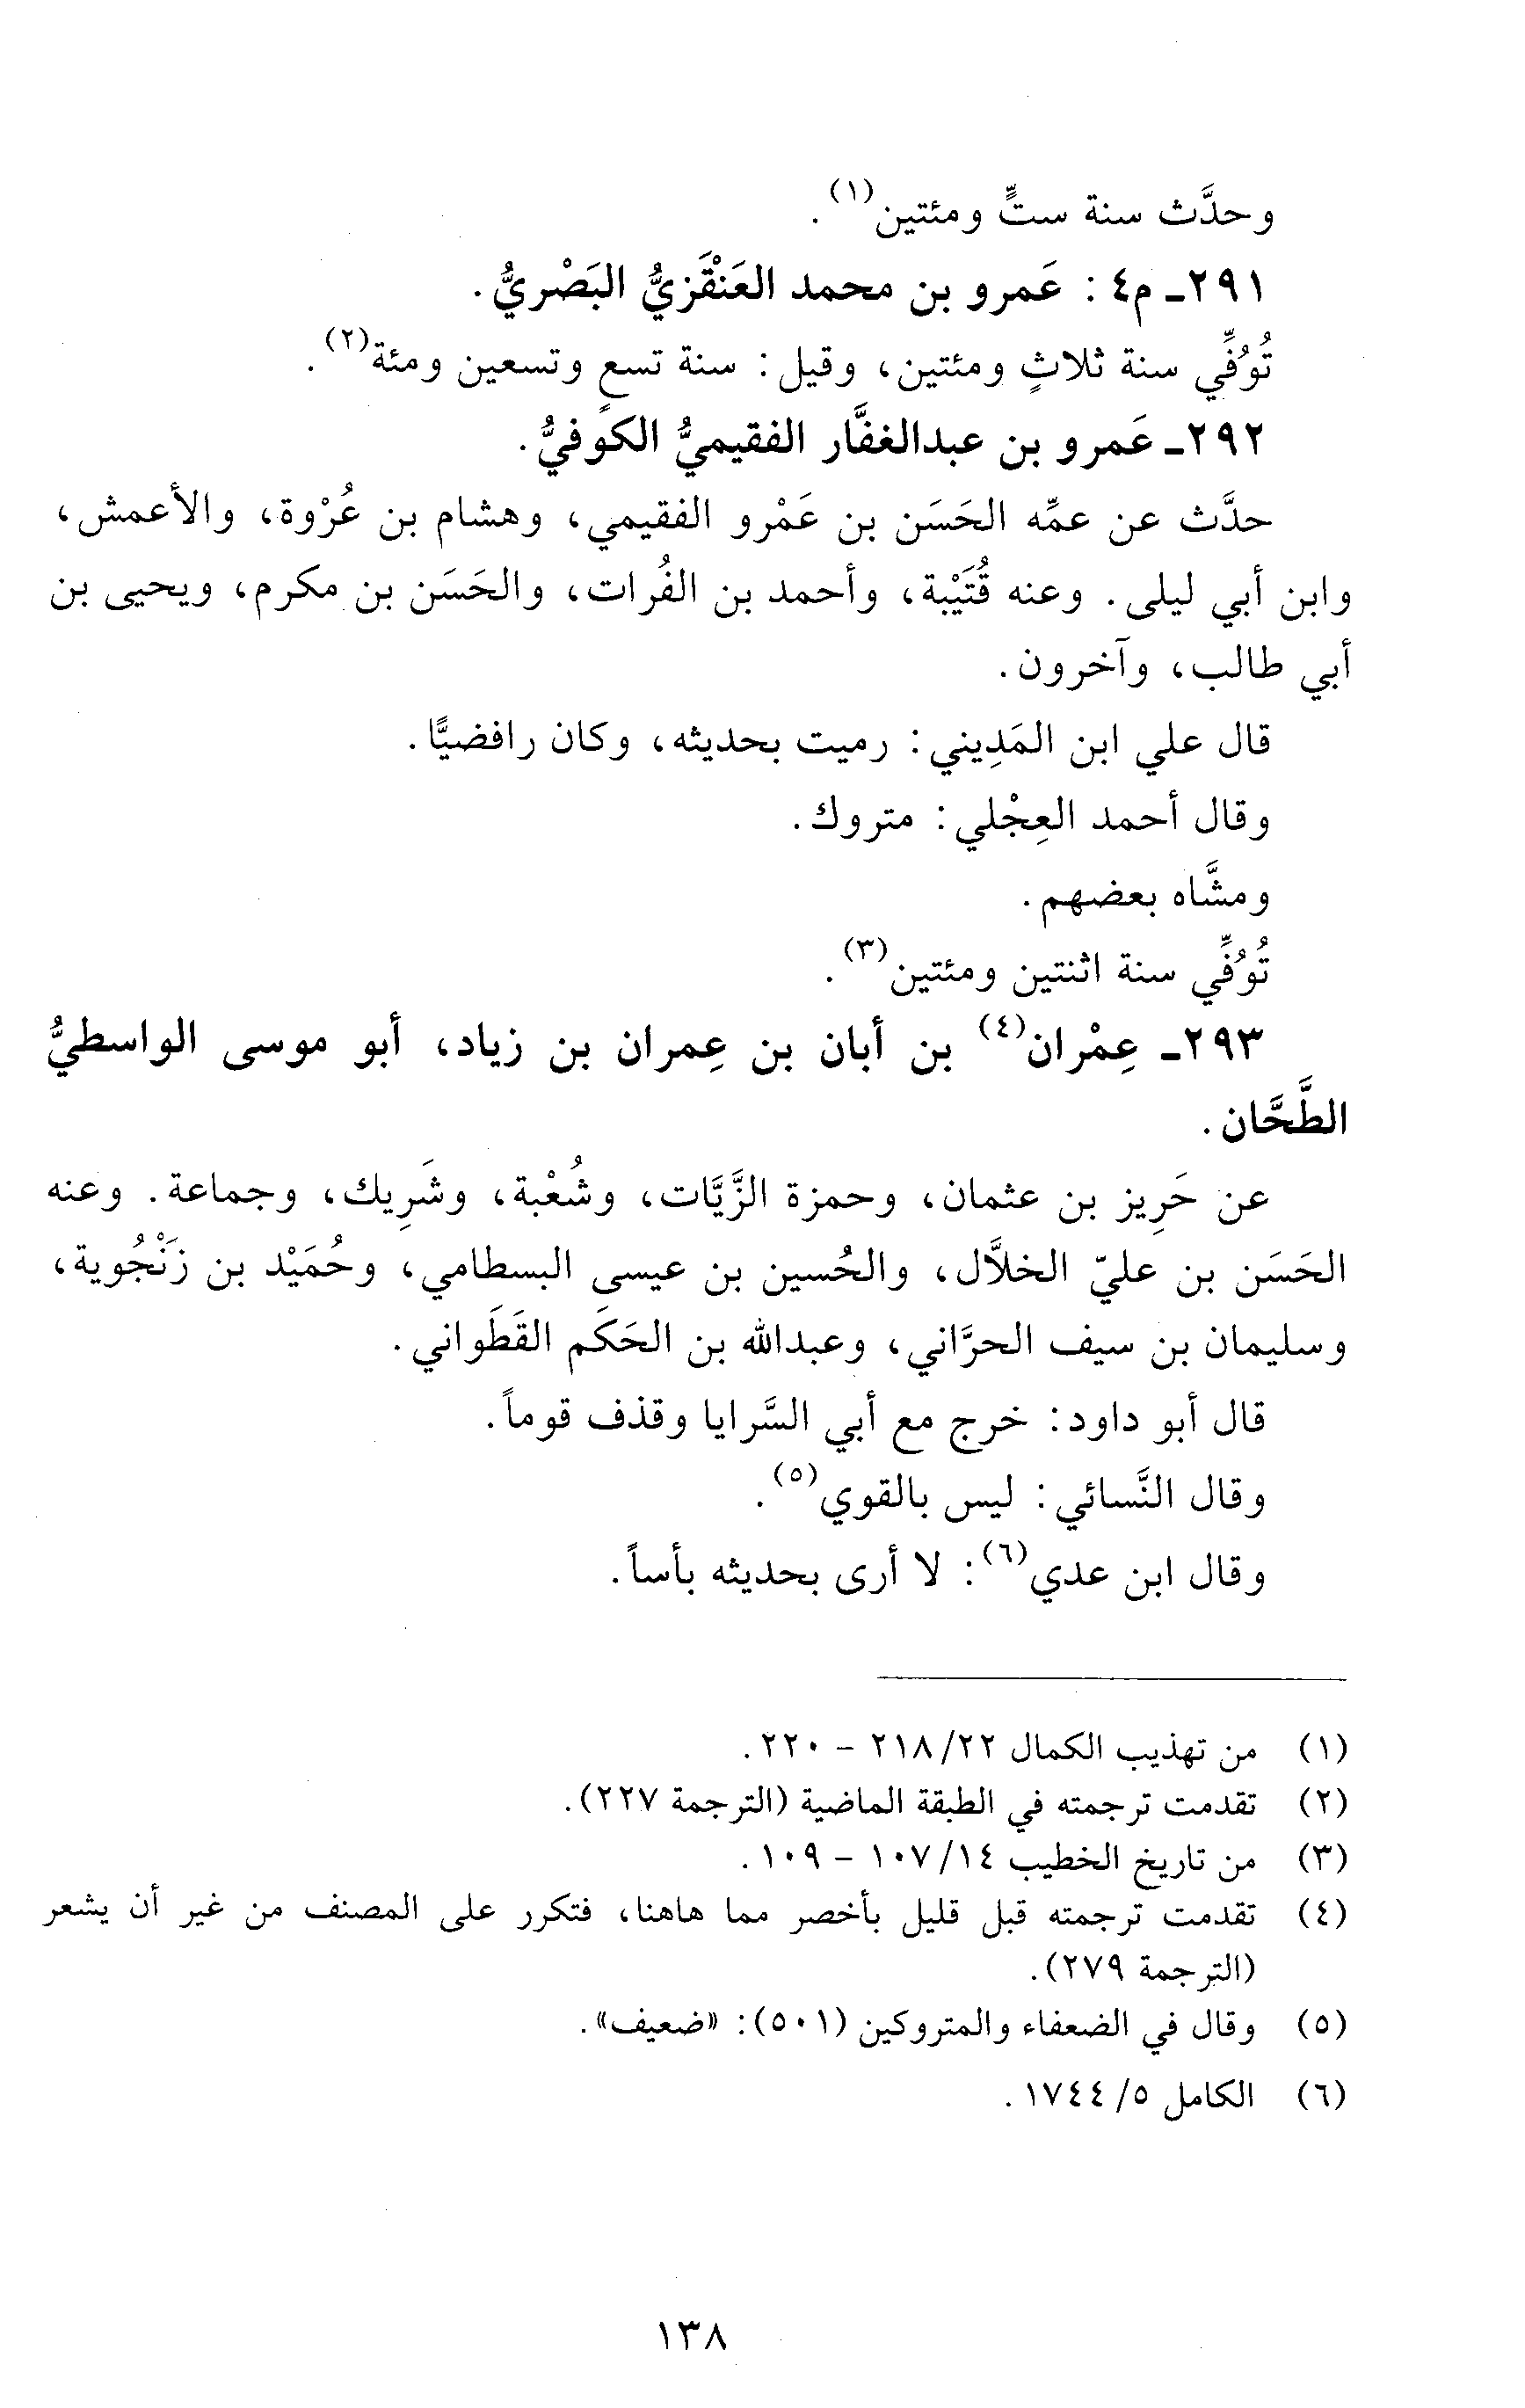 وحدَّث سنة ستٍّ ومئتين(١).
٢٩١ـ م٤ : عَمرو بن محمد العَنْقَزيُّ البَصْريُّ.
تُوُفِّي سنة ثلاثٍ ومئتين، وقيل: سنة تسعٍ وتسعين ومئة(٢).
٢٩٢ـ عَمرو بن عبدالغفَّار الفقيميُّ الكوفيُّ.
حدَّث عن عمِّه الحَسَن بن عَمْرو الفقيمي، وهشام بن عُرْوة، والأعمش،
وابن أبي ليلى. وعنه قُتَيْبة، وأحمد بن الفُرات، والحَسَن بن مكرم، ويحيى بن
أبي طالب، وآخرون.
قال علي ابن المَدِيني: رميت بحديثه، وكان رافضيًّا.
وقال أحمد العِجْلي: متروك.
ومشَّاه بعضهم.
تُوُفِّي سنة اثنتين ومئتين(٣).
٢٩٣ـ عِمْران(٤) بن أبان بن عِمران بن زياد، أبو موسى الواسطيُّ
الطَّحَّان.
عن حَرِيز بن عثمان، وحمزة الزَّيَّات، وشُعْبة، وشَرِيك، وجماعة. وعنه
الحَسَن بن عليّ الخلاَّل، والحُسين بن عيسى البسطامي، وحُمَيْد بن زَنْجُوية،
وسليمان بن سيف الحرَّاني، وعبدالله بن الحَكَم القَطَواني.
قال أبو داود: خرج مع أبي السَّرايا وقذف قوماً.
وقال النَّسائي: ليس بالقوي(٥).
وقال ابن عدي(٦): لا أرى بحديثه بأساً.
(١) من تهذيب الكمال ٢٢/ ٢١٨ - ٢٢٠.
(٢) تقدمت ترجمته في الطبقة الماضية (الترجمة ٢٢٧).
(٣) من تاريخ الخطيب ١٤/ ١٠٧ - ١٠٩.
(٤) تقدمت ترجمته قبل قليل بأخصر مما هاهنا، فتكرر على المصنف من غير أن يشعر
(الترجمة ٢٧٩).
(٥) وقال في الضعفاء والمتروكين (٥٠١): «ضعيف».
(٦) الكامل ٥/ ١٧٤٤.
١٣٨